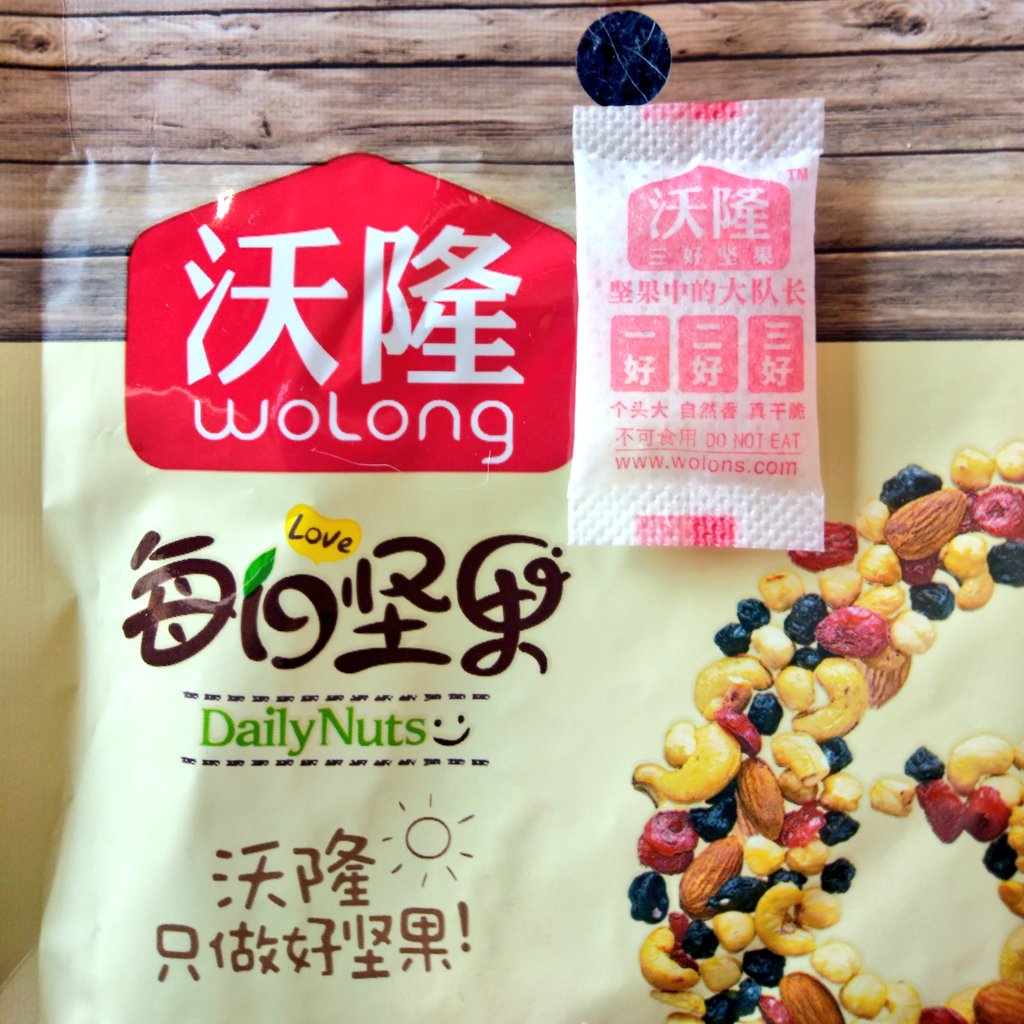 沃隆
woLong
Love
每日坚果
DailyNuts
沃隆
只做好坚果!
沃隆 TM
三好坚果
坚果中的大队长
一好 二好 三好
个头大 自然香 真干脆
不可食用 DO NOT EAT
www.wolons.com